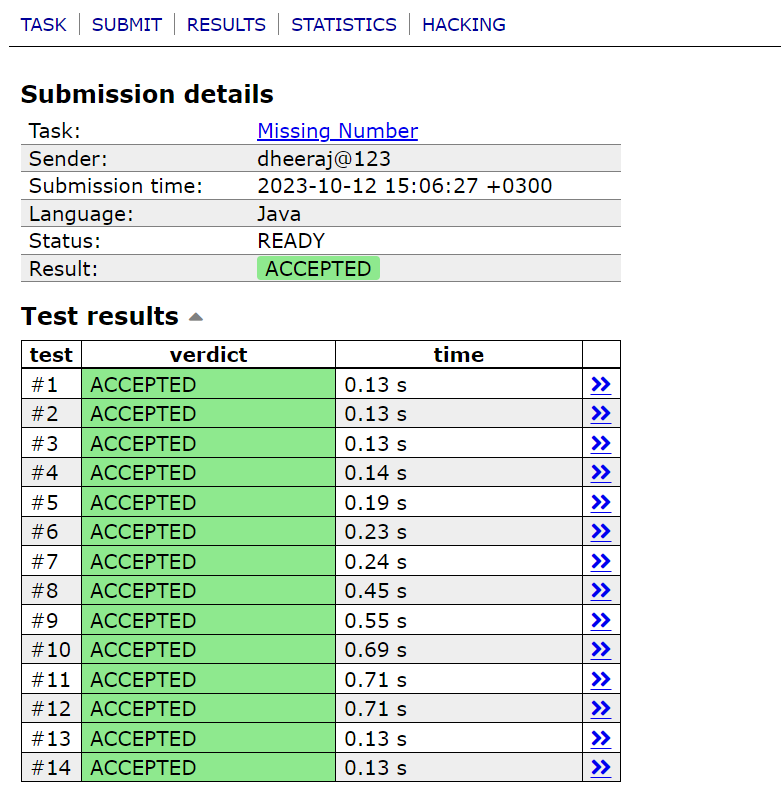 TASK | SUBMIT | RESULTS | STATISTICS | HACKING
Submission details
Task: Missing Number
Sender: dheeraj@123
Submission time: 2023-10-12 15:06:27 +0300
Language: Java
Status: READY
Result: ACCEPTED
Test results
test verdict time
#1 ACCEPTED 0.13 s »
#2 ACCEPTED 0.13 s »
#3 ACCEPTED 0.13 s »
#4 ACCEPTED 0.14 s »
#5 ACCEPTED 0.19 s »
#6 ACCEPTED 0.23 s »
#7 ACCEPTED 0.24 s »
#8 ACCEPTED 0.45 s »
#9 ACCEPTED 0.55 s »
#10 ACCEPTED 0.69 s »
#11 ACCEPTED 0.71 s »
#12 ACCEPTED 0.71 s »
#13 ACCEPTED 0.13 s »
#14 ACCEPTED 0.13 s »